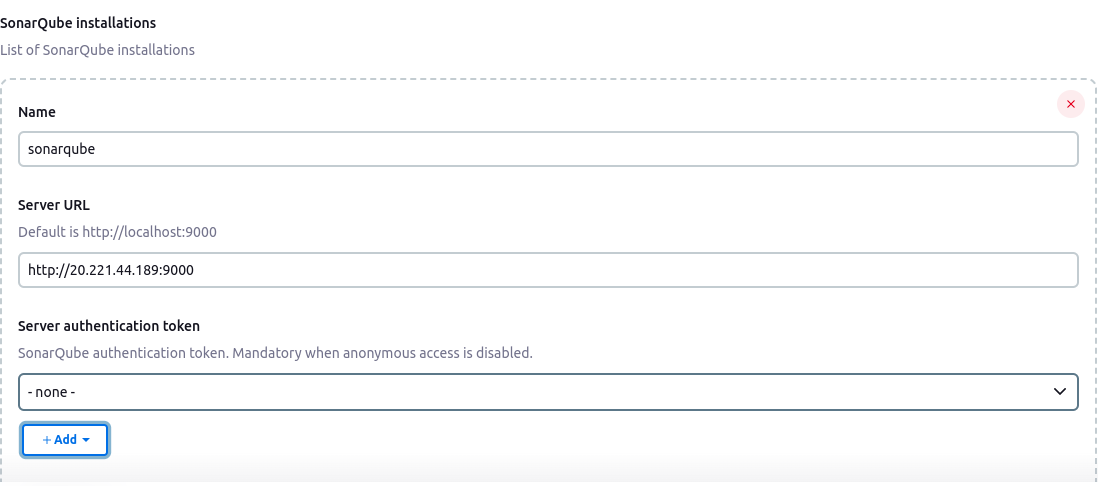 SonarQube installations
List of SonarQube installations
Name
sonarqube
Server URL
Default is http://localhost:9000
http://20.221.44.189:9000
Server authentication token
SonarQube authentication token. Mandatory when anonymous access is disabled.
- none -
+ Add